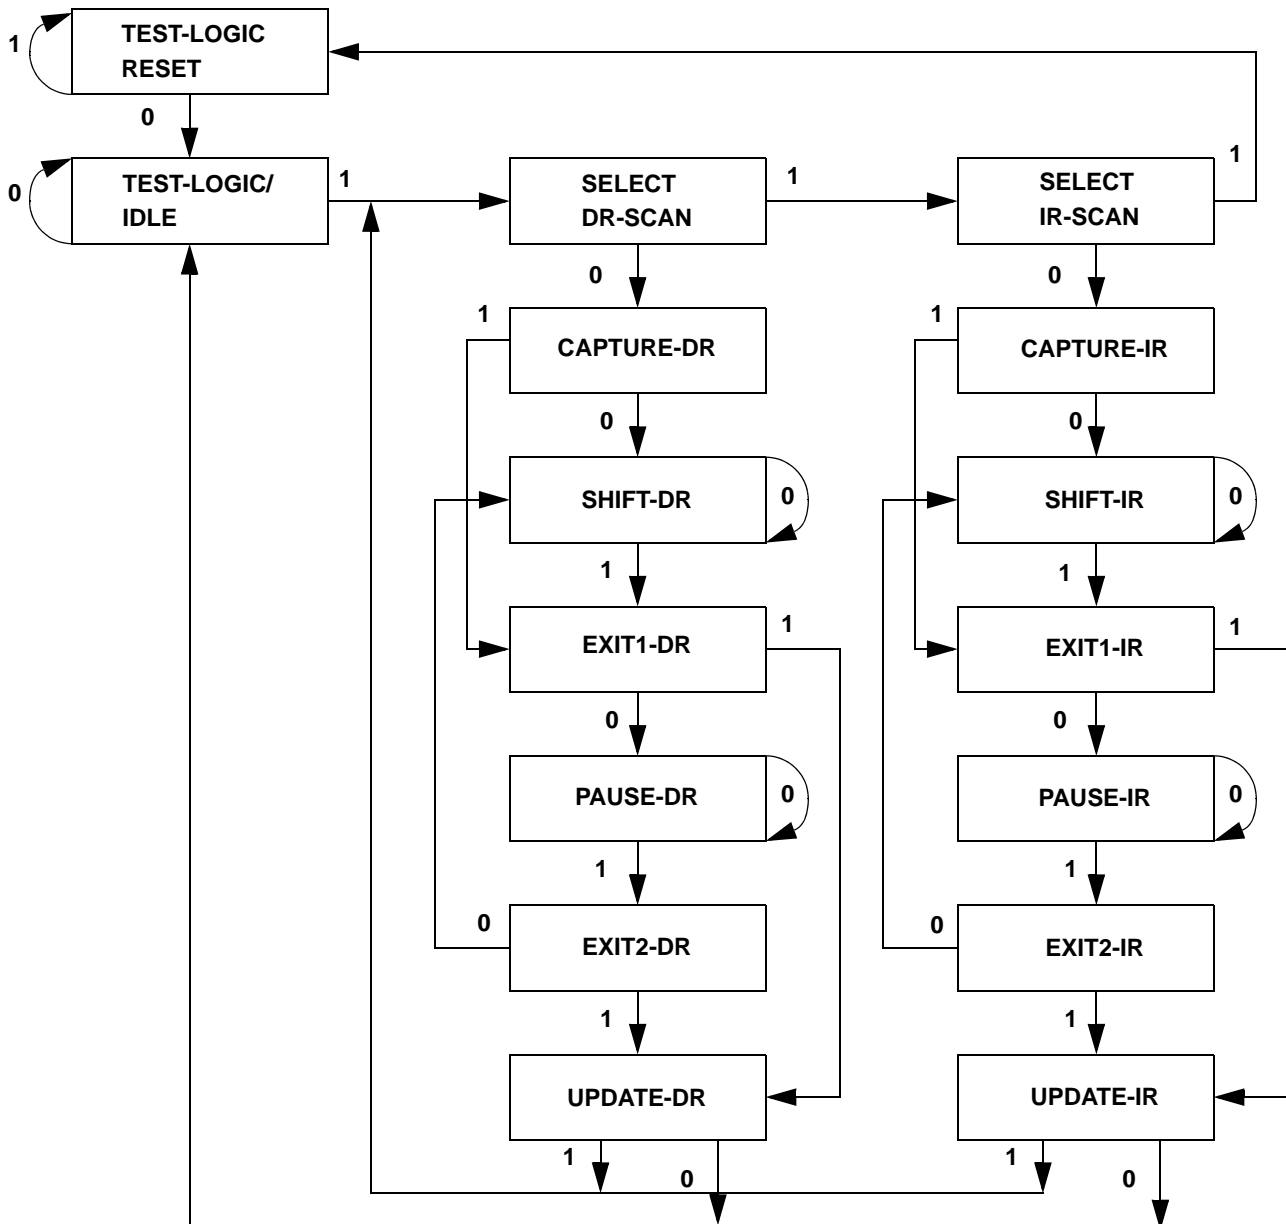 TEST-LOGIC
RESET
1
0
TEST-LOGIC/
IDLE
0
1
SELECT
DR-SCAN
1
SELECT
IR-SCAN
1
0
0
1
CAPTURE-DR
1
CAPTURE-IR
0
0
SHIFT-DR
0
SHIFT-IR
0
1
1
EXIT1-DR
1
EXIT1-IR
1
0
0
PAUSE-DR
0
PAUSE-IR
0
1
1
0
EXIT2-DR
0
EXIT2-IR
1
1
UPDATE-DR
UPDATE-IR
1
0
1
0